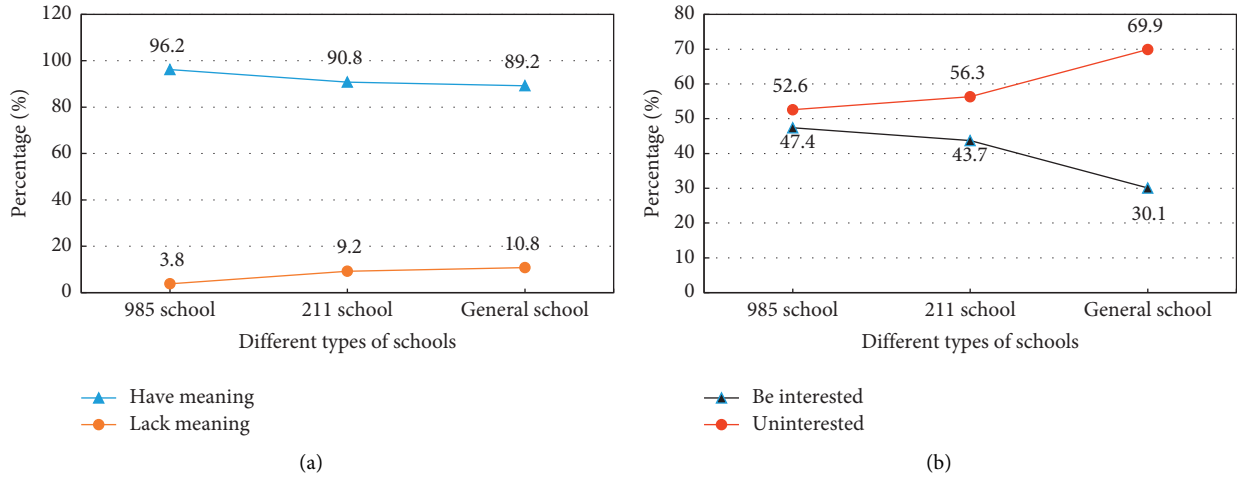 120
100
80
60
40
20
0
Percentage (%)
96.2
90.8
89.2
3.8
9.2
10.8
985 school
211 school
General school
Different types of schools
Have meaning
Lack meaning
(a)
80
70
60
50
40
30
20
10
0
Percentage (%)
52.6
56.3
69.9
47.4
43.7
30.1
985 school
211 school
General school
Different types of schools
Be interested
Uninterested
(b)